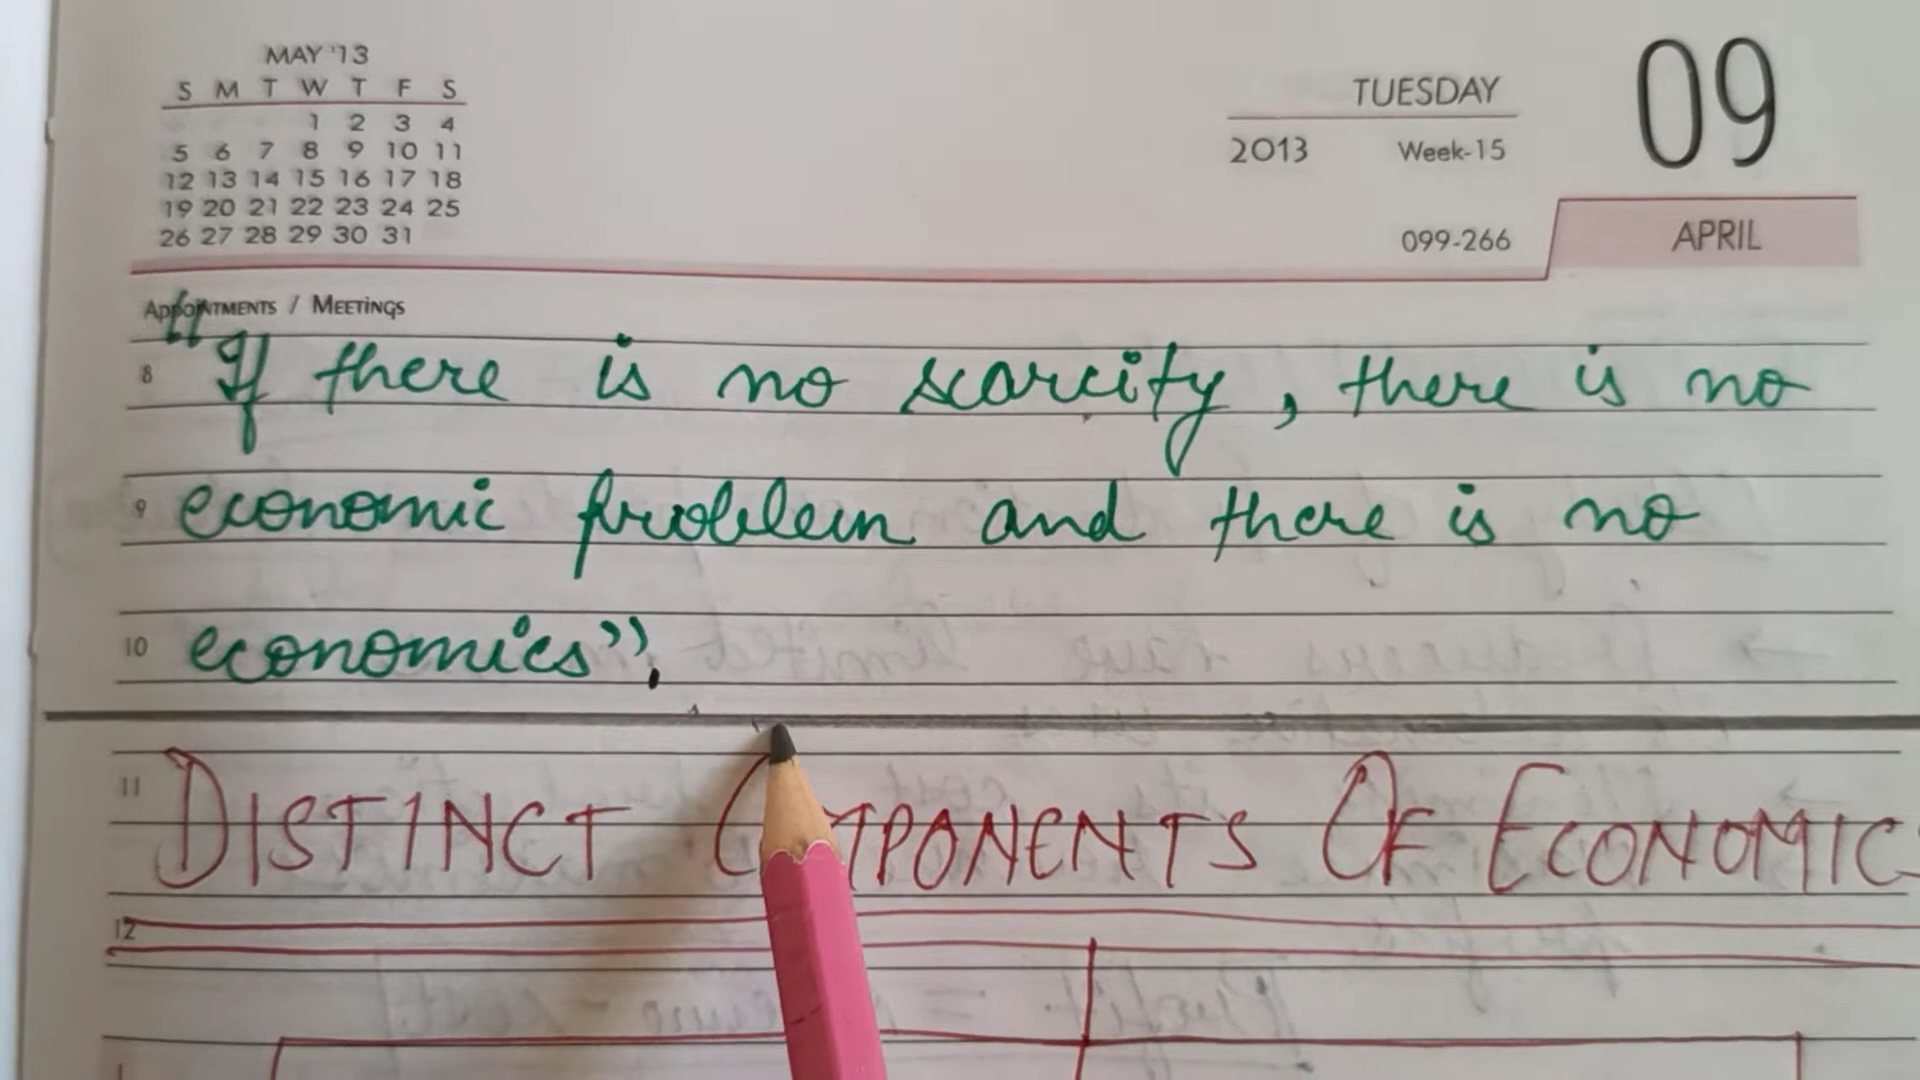 MAY '13
S M T W T F S
1 2 3 4
5 6 7 8 9 10 11
12 13 14 15 16 17 18
19 20 21 22 23 24 25
26 27 28 29 30 31
TUESDAY
2013 Week-15
099-266
09
APRIL
Appointments / Meetings
8 "If there is no scarcity, there is no
9 economic problem and there is no
10 economics".
11 DISTINCT COMPONENTS OF ECONOMIC
12